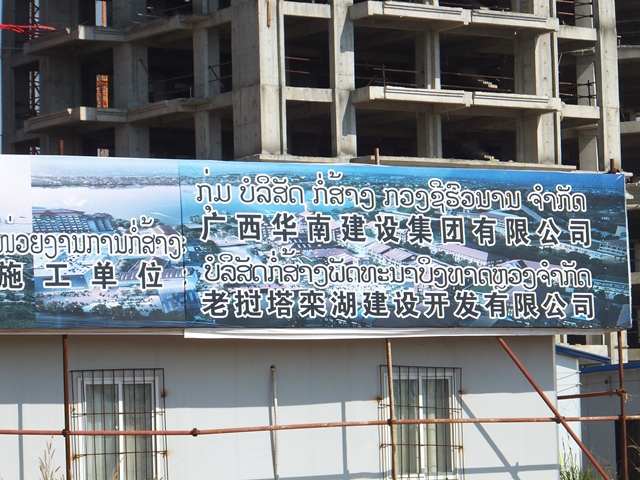 ກຸ່ມ ບໍລິສັດ ກໍ່ສ້າງ ກວງຊີຮົວນານ ຈຳກັດ
广西华南建设集团有限公司
ໜ່ວຍງານການກໍ່ສ້າງ:
施工单位:
ບໍລິສັດກໍ່ສ້າງພັດທະນາບຶງທາດຫຼວງຈຳກັດ
老挝塔栾湖建设开发有限公司